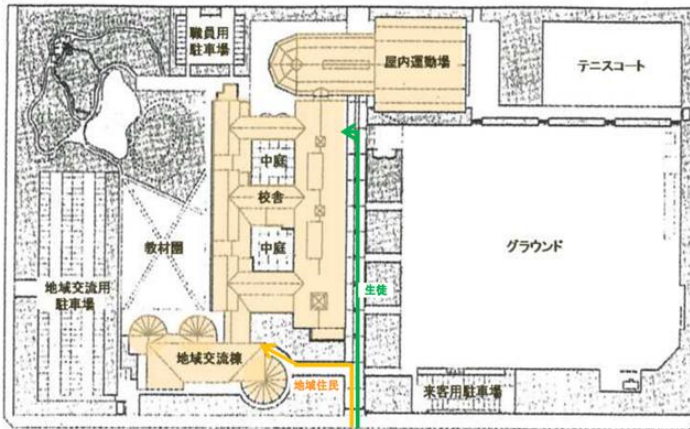 職員用
駐車場
屋内運動場
テニスコート
中庭
校舎
教材園
中庭
グラウンド
地域交流用
駐車場
生徒
地域交流棟
地域住民
来客用駐車場